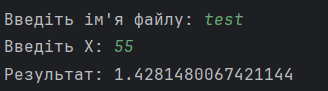 Введіть ім'я файлу: test
Введіть X: 55
Результат: 1.4281480067421144